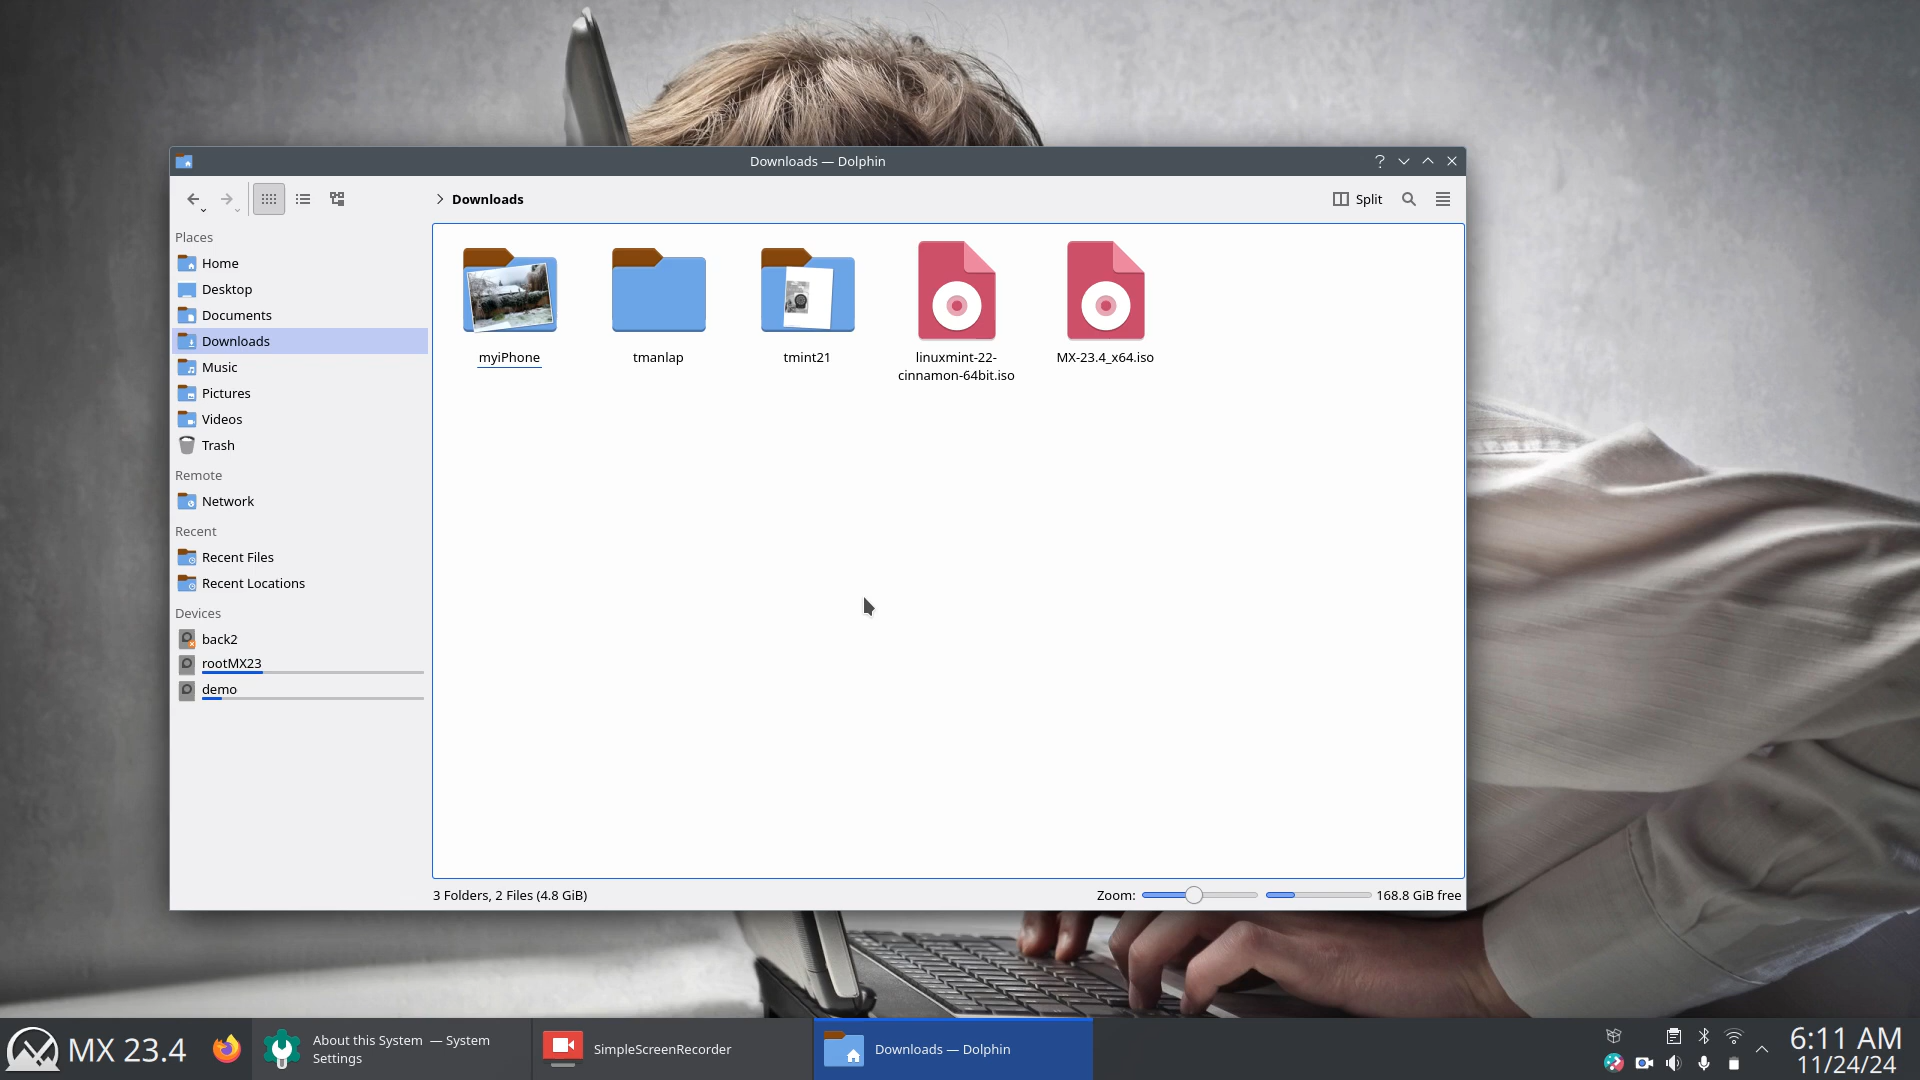 Downloads — Dolphin
Downloads
Split
Places
Home
Desktop
Documents
Downloads
Music
Pictures
Videos
Trash
Remote
Network
Recent
Recent Files
Recent Locations
Devices
back2
rootMX23
demo
myiPhone
tmanlap
tmint21
linuxmint-22-
cinnamon-64bit.iso
MX-23.4_x64.iso
3 Folders, 2 Files (4.8 GiB)
Zoom:
168.8 GiB free
MX 23.4
About this System — System
Settings
SimpleScreenRecorder
Downloads — Dolphin
6:11 AM
11/24/24